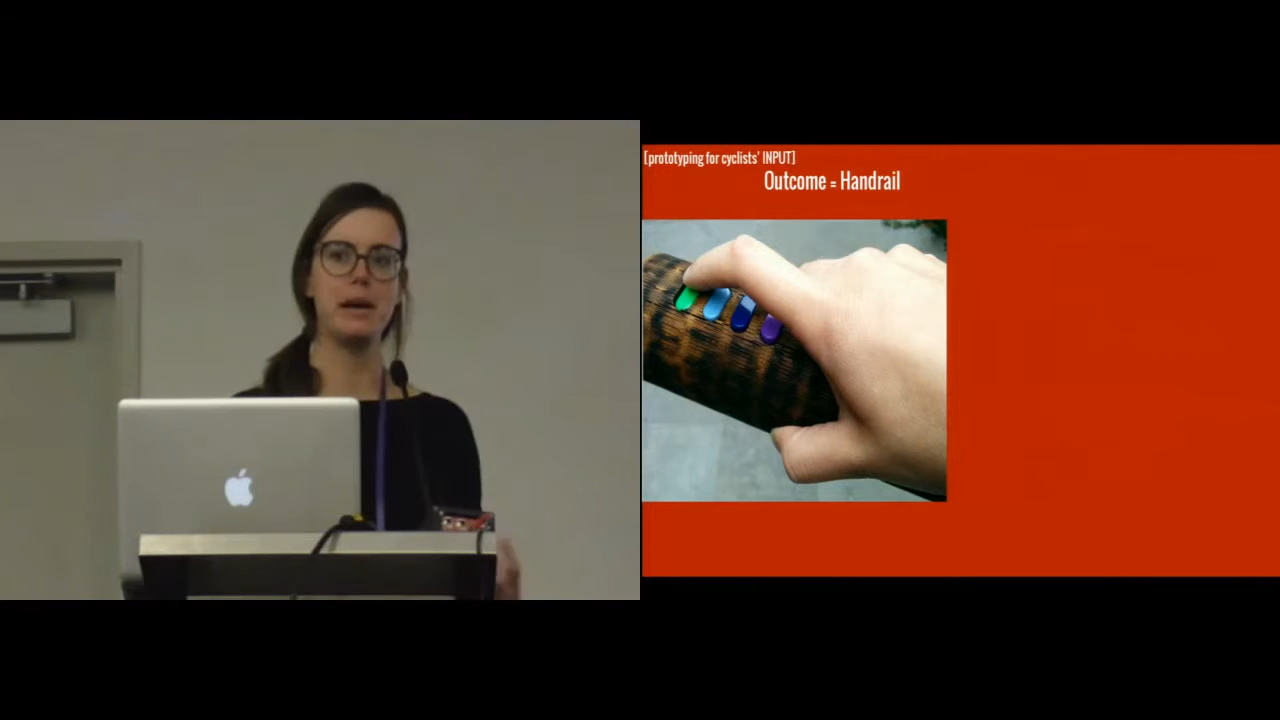 [prototyping for cyclists' INPUT]
Outcome = Handrail